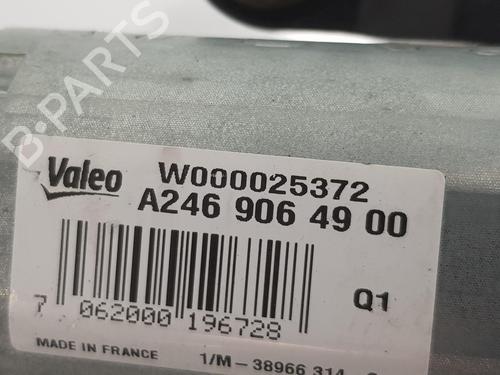 B-PARTS
Valeo
W000025372
A246 906 49 00
Q1
7 062000 196728
MADE IN FRANCE
1/M - 38966 314